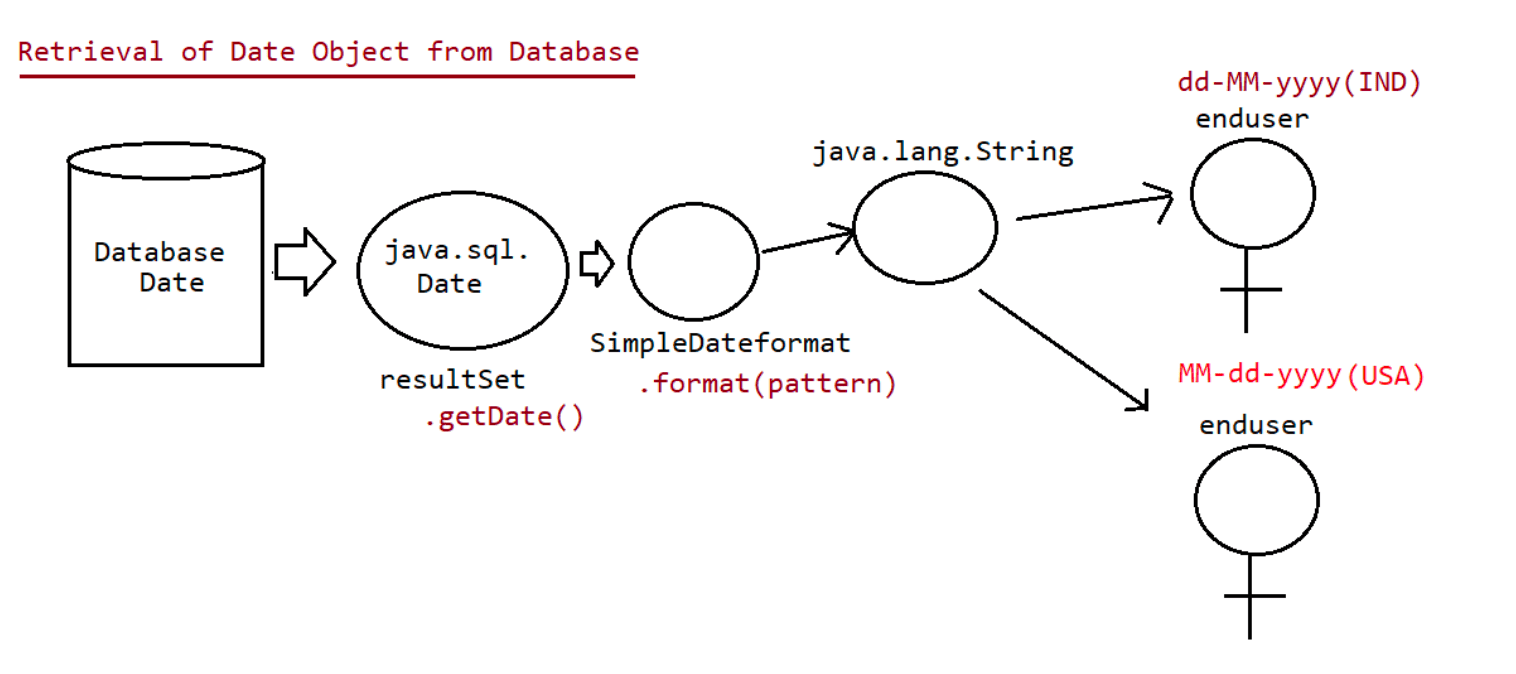 Retrieval of Date Object from Database
Database
Date
java.sql.
Date
resultSet
.getDate()
SimpleDateformat
.format(pattern)
java.lang.String
dd-MM-yyyy(IND)
enduser
MM-dd-yyyy(USA)
enduser